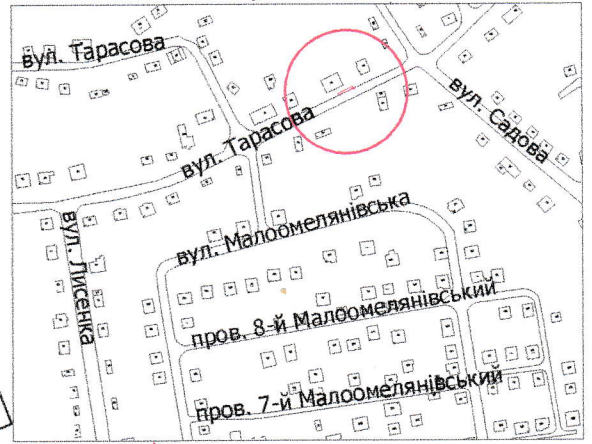 вул. Тарасова
вул. Тарасова
вул. Садова
вул. Малоомелянівська
вул. Лисенка
пров. 8-й Малоомелянівський
пров. 7-й Малоомелянівський